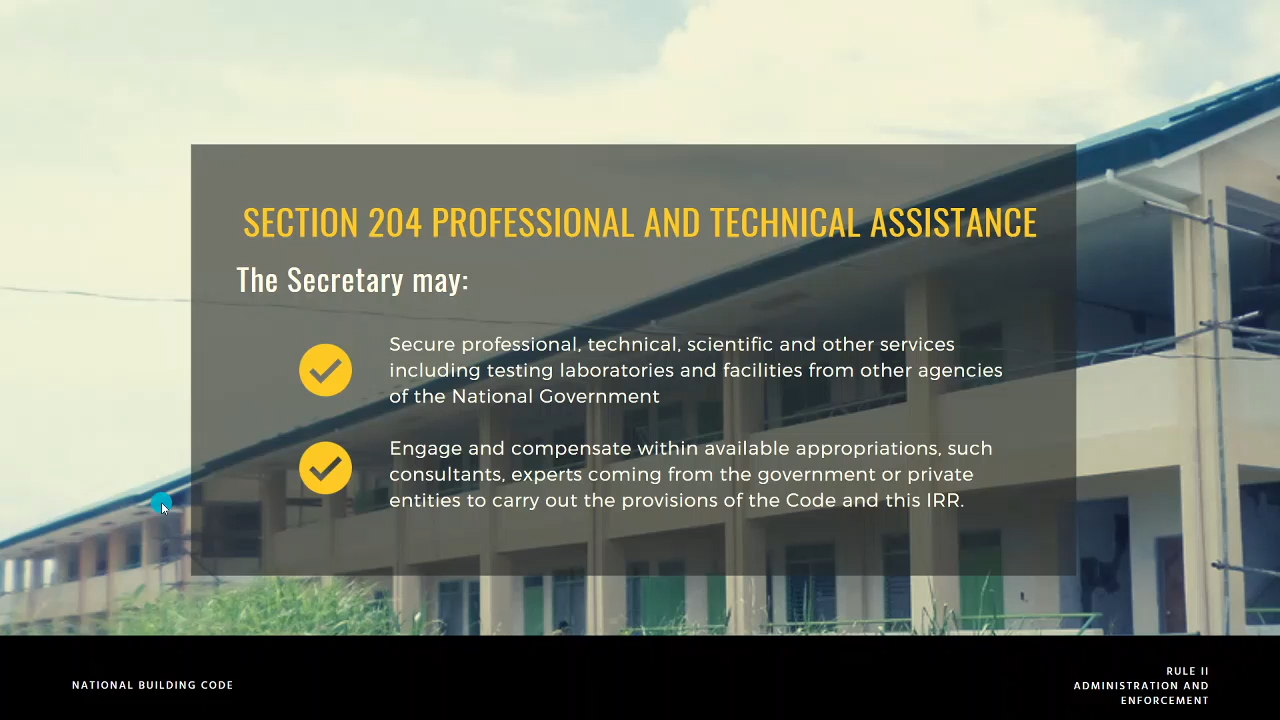 SECTION 204 PROFESSIONAL AND TECHNICAL ASSISTANCE
The Secretary may:
Secure professional, technical, scientific and other services
including testing laboratories and facilities from other agencies
of the National Government
Engage and compensate within available appropriations, such
consultants, experts coming from the government or private
entities to carry out the provisions of the Code and this IRR.
NATIONAL BUILDING CODE
RULE II
ADMINISTRATION AND
ENFORCEMENT